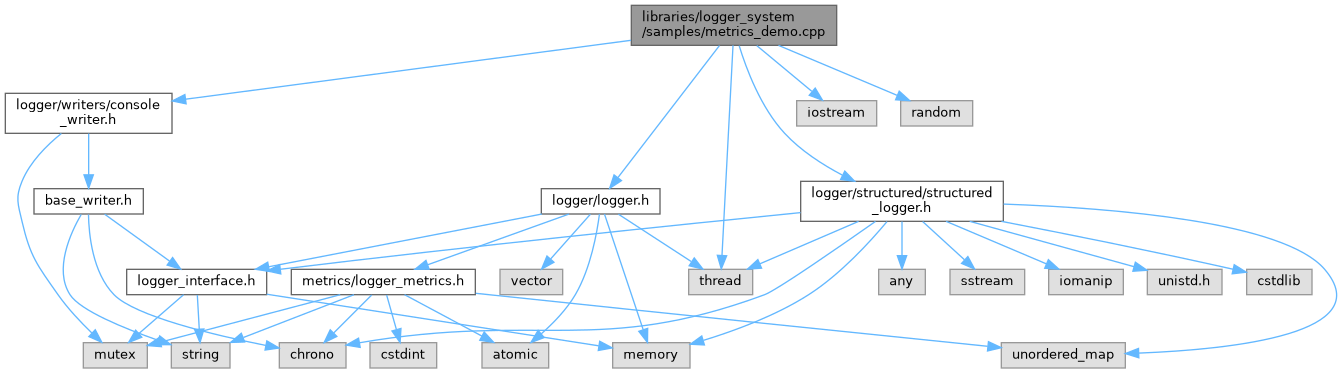 libraries/logger_system
/samples/metrics_demo.cpp
logger/writers/console
_writer.h
iostream
random
base_writer.h
logger/logger.h
logger/structured/structured
_logger.h
logger_interface.h
metrics/logger_metrics.h
vector
thread
any
sstream
iomanip
unistd.h
cstdlib
mutex
string
chrono
cstdint
atomic
memory
unordered_map